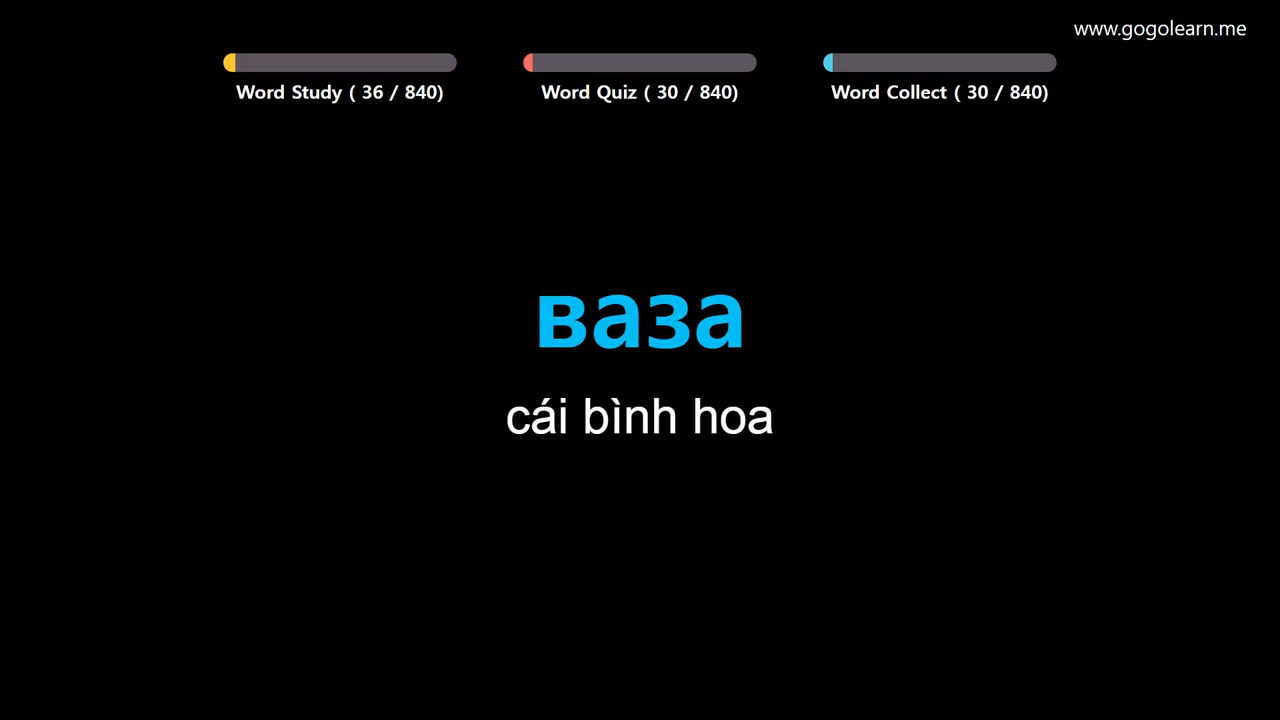 www.gogolearn.me
Word Study ( 36 / 840)
Word Quiz ( 30 / 840)
Word Collect ( 30 / 840)
ваза
cái bình hoa